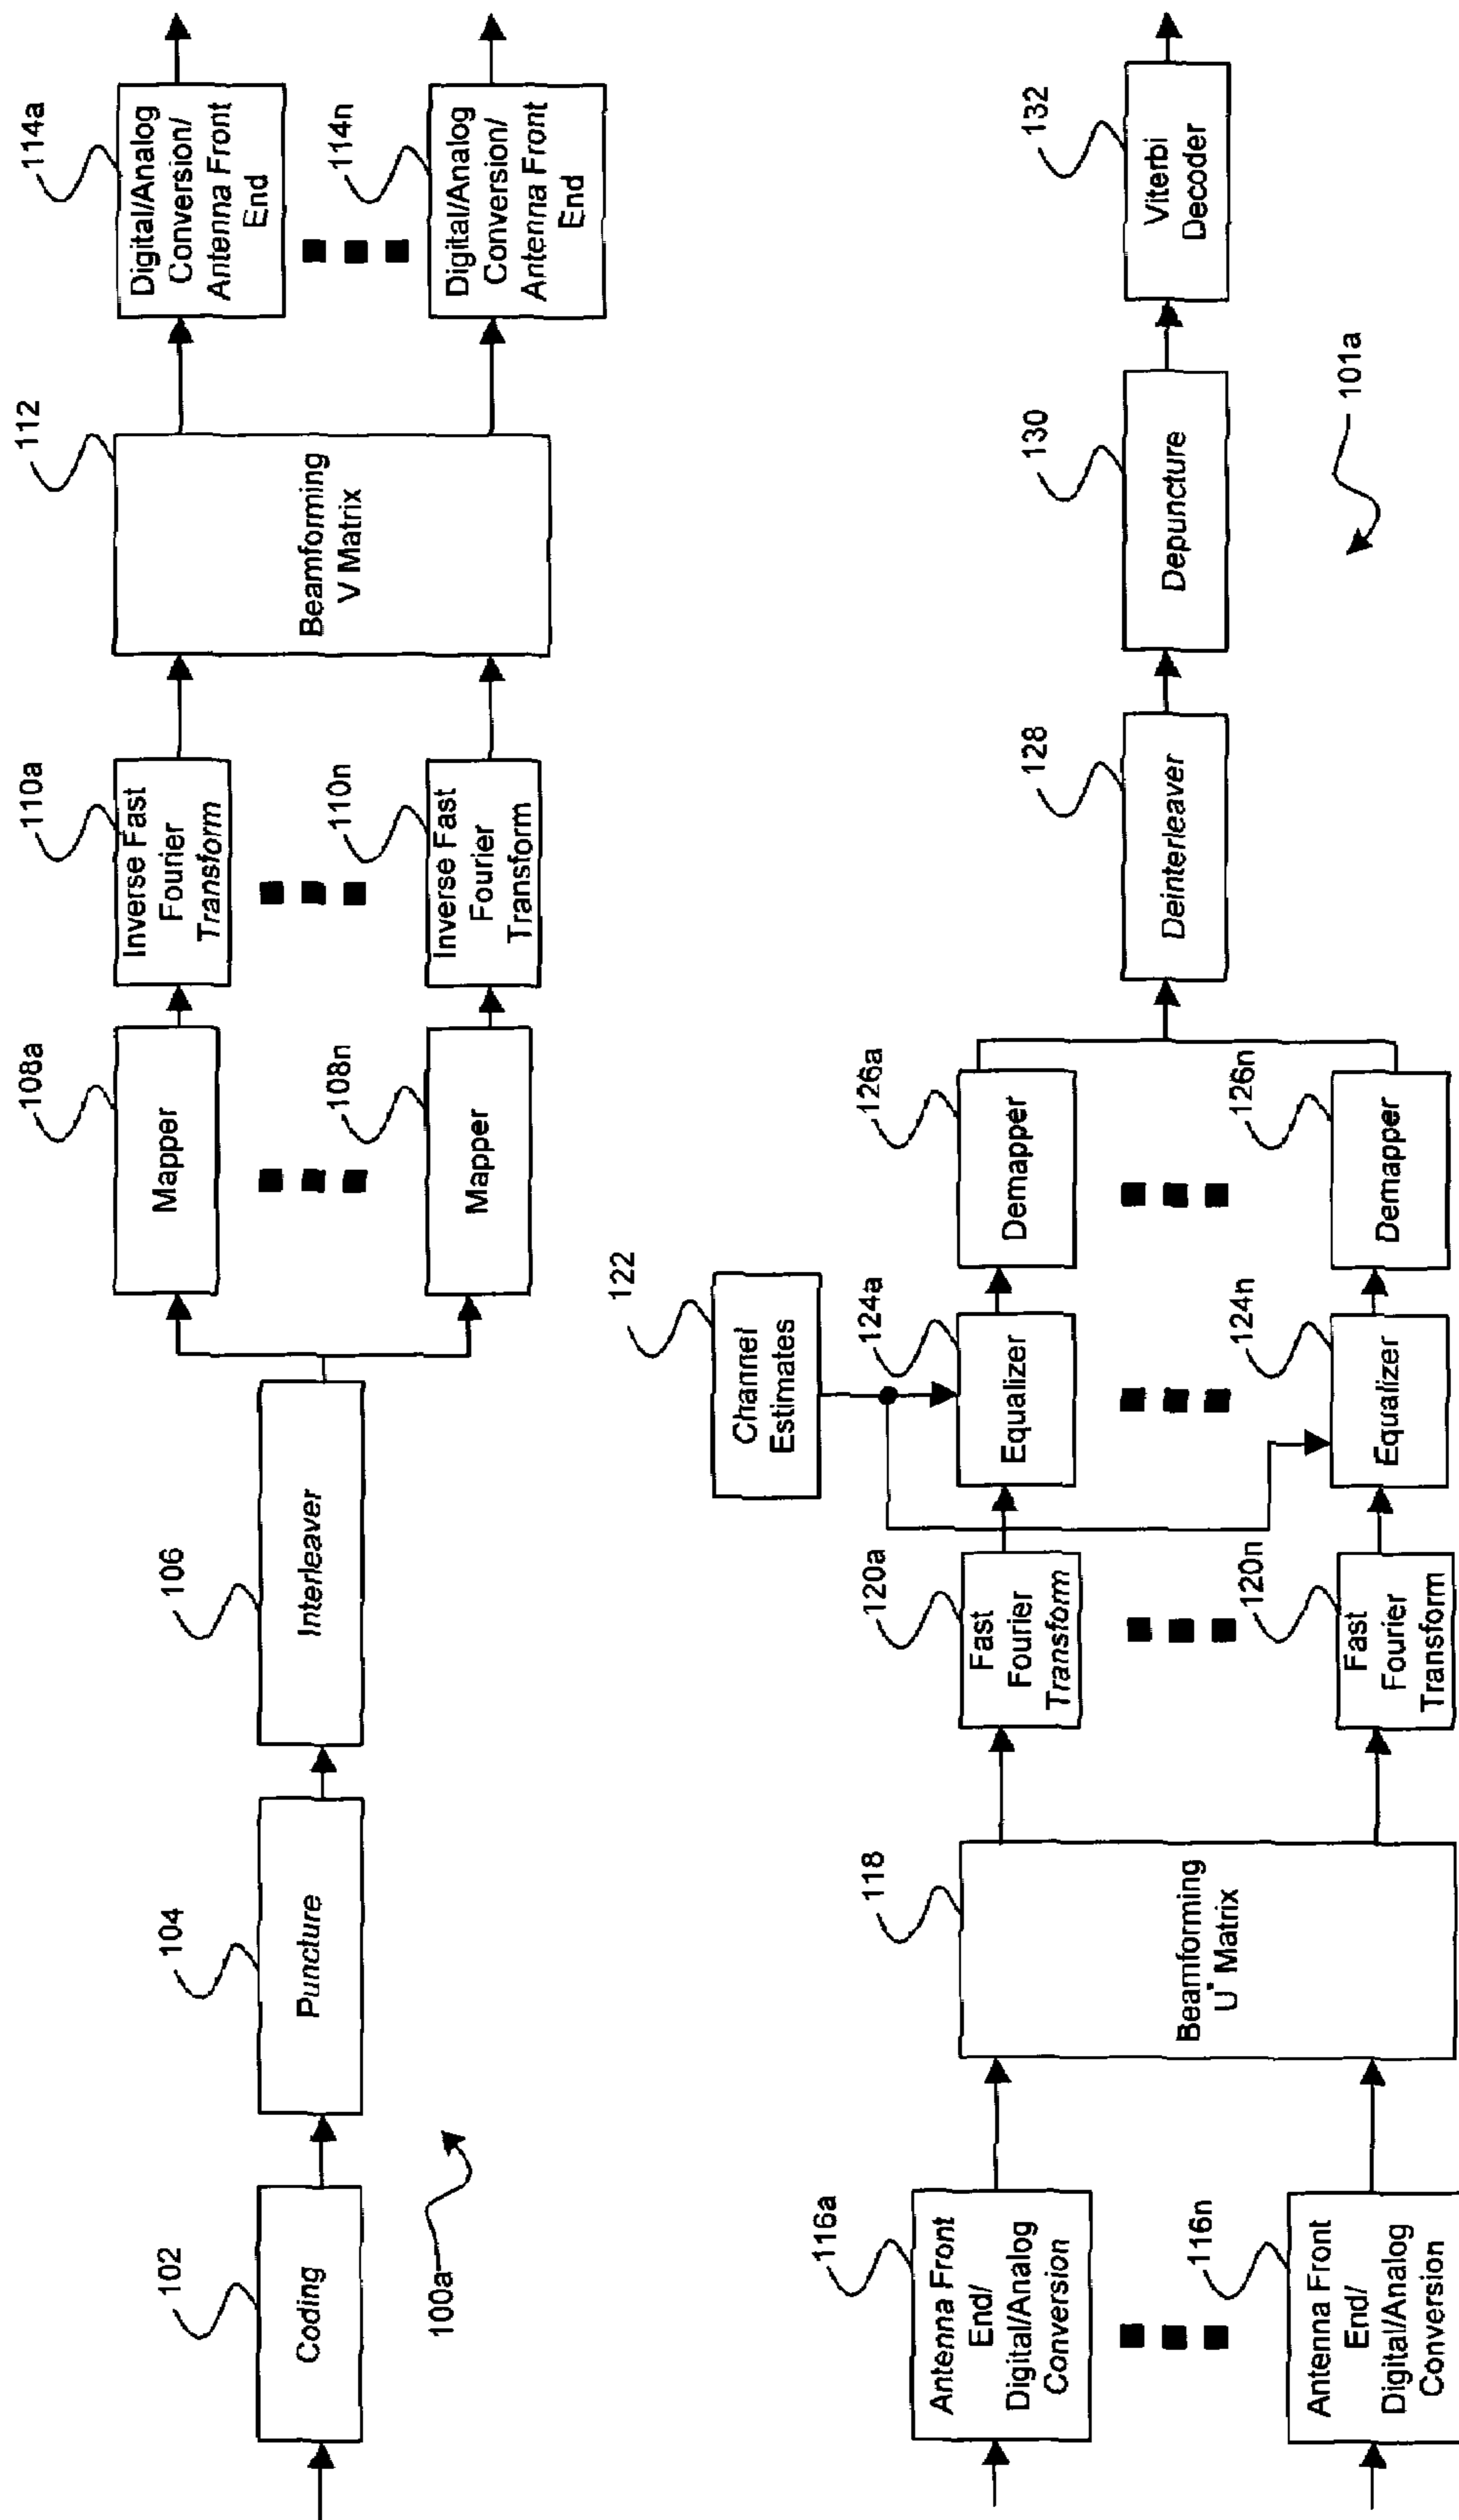 102
Coding
104
Puncture
106
Interleaver
108a
Mapper
108n
Mapper
110a
Inverse Fast
Fourier
Transform
110n
Inverse Fast
Fourier
Transform
112
Beamforming
V Matrix
114a
Digital/Analog
Conversion/
Antenna Front
End
114n
Digital/Analog
Conversion/
Antenna Front
End
100a
116a
Antenna Front
End/
Digital/Analog
Conversion
116n
Antenna Front
End/
Digital/Analog
Conversion
118
Beamforming
U* Matrix
120a
Fast
Fourier
Transform
120n
Fast
Fourier
Transform
122
Channel
Estimates
124a
Equalizer
124n
Equalizer
126a
Demapper
126n
Demapper
128
Deinterleaver
130
Depuncture
132
Viterbi
Decoder
101a